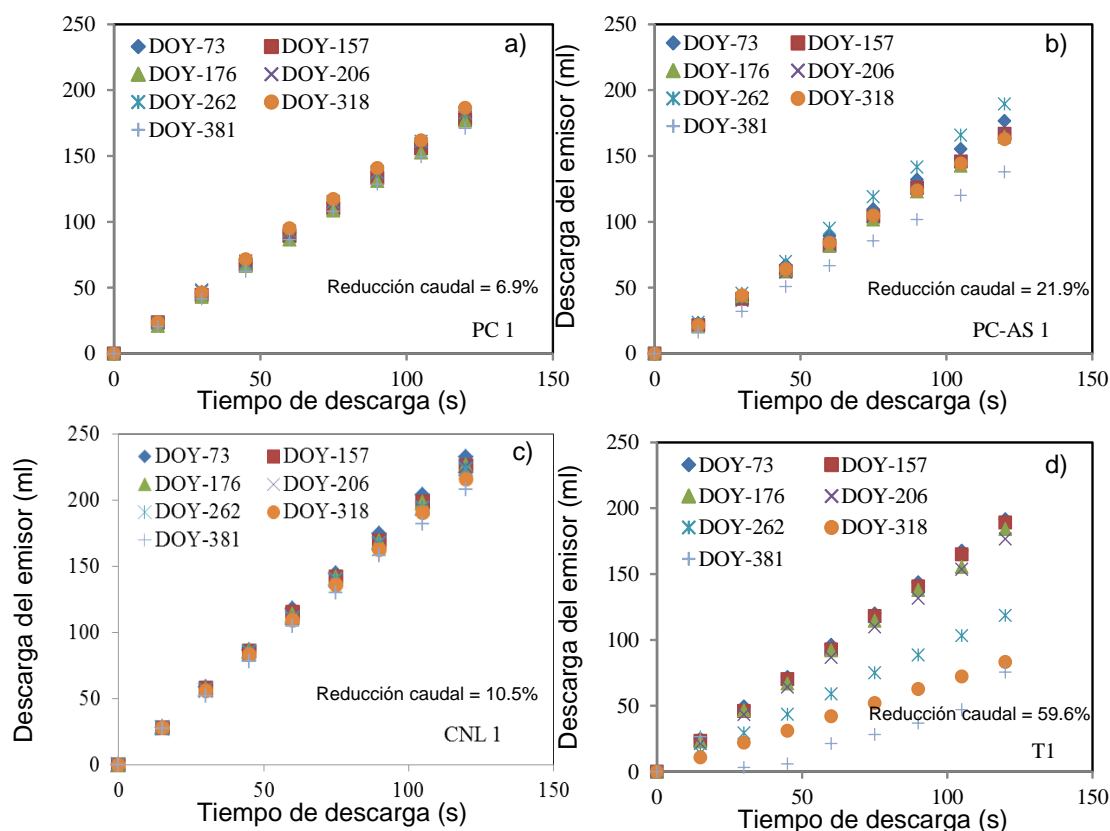 a)
DOY-73 DOY-157
DOY-176 DOY-206
DOY-262 DOY-318
DOY-381
250
200
150
100
50
0
Reducción caudal = 6.9%
PC 1
0 50 100 150
Tiempo de descarga (s)
Descarga del emisor (ml)
b)
DOY-73 DOY-157
DOY-176 DOY-206
DOY-262 DOY-318
DOY-381
250
200
150
100
50
0
Reducción caudal = 21.9%
PC-AS 1
0 50 100 150
Tiempo de descarga (s)
Descarga del emisor (ml)
c)
DOY-73 DOY-157
DOY-176 DOY-206
DOY-262 DOY-318
DOY-381
250
200
150
100
50
0
Reducción caudal = 10.5%
CNL 1
0 50 100 150
Tiempo de descarga (s)
Descarga del emisor (ml)
d)
DOY-73 DOY-157
DOY-176 DOY-206
DOY-262 DOY-318
DOY-381
250
200
150
100
50
0
Reducción caudal = 59.6%
T1
0 50 100 150
Tiempo de descarga (s)